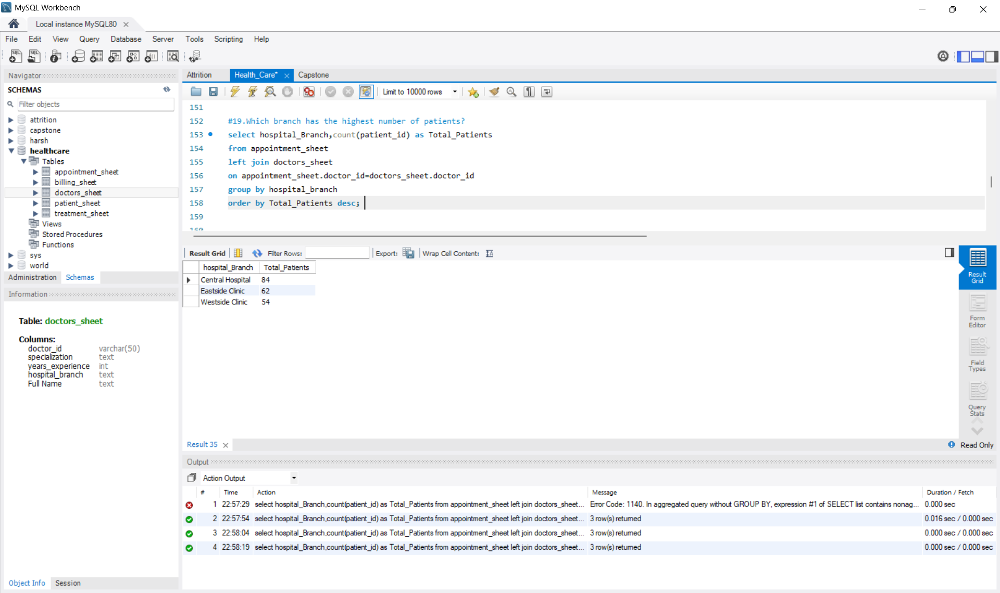 MySQL Workbench
Local instance MySQL80
File Edit View Query Database Server Tools Scripting Help
Navigator
SCHEMAS
Filter objects
attrition
capstone
harsh
healthcare
Tables
appointment_sheet
billing_sheet
doctors_sheet
patient_sheet
treatment_sheet
Views
Stored Procedures
Functions
sys
world
Administration Schemas
Information
Table: doctors_sheet
Columns:
doctor_id varchar(50)
specialization text
years_experience int
hospital_branch text
Full Name text
Object Info Session
Attrition Health_Care* Capstone
Limit to 10000 rows
151
152 #19.Which branch has the highest number of patients?
153 select hospital_Branch,count(patient_id) as Total_Patients
154 from appointment_sheet
155 left join doctors_sheet
156 on appointment_sheet.doctor_id=doctors_sheet.doctor_id
157 group by hospital_branch
158 order by Total_Patients desc;
159
160
Result Grid Filter Rows: Export: Wrap Cell Content:
hospital_Branch Total_Patients
Central Hospital 84
Eastside Clinic 62
Westside Clinic 54
Result
Grid
Form
Editor
Field
Types
Query
Stats
Result 35
Read Only
Output
Action Output
# Time Action Message Duration / Fetch
1 22:57:29 select hospital_Branch,count(patient_id) as Total_Patients from appointment_sheet left join doctors_sheet... Error Code: 1140. In aggregated query without GROUP BY, expression #1 of SELECT list contains nonag... 0.000 sec
2 22:57:54 select hospital_Branch,count(patient_id) as Total_Patients from appointment_sheet left join doctors_sheet... 3 row(s) returned 0.016 sec / 0.000 sec
3 22:58:04 select hospital_Branch,count(patient_id) as Total_Patients from appointment_sheet left join doctors_sheet... 3 row(s) returned 0.000 sec / 0.000 sec
4 22:58:19 select hospital_Branch,count(patient_id) as Total_Patients from appointment_sheet left join doctors_sheet... 3 row(s) returned 0.000 sec / 0.000 sec